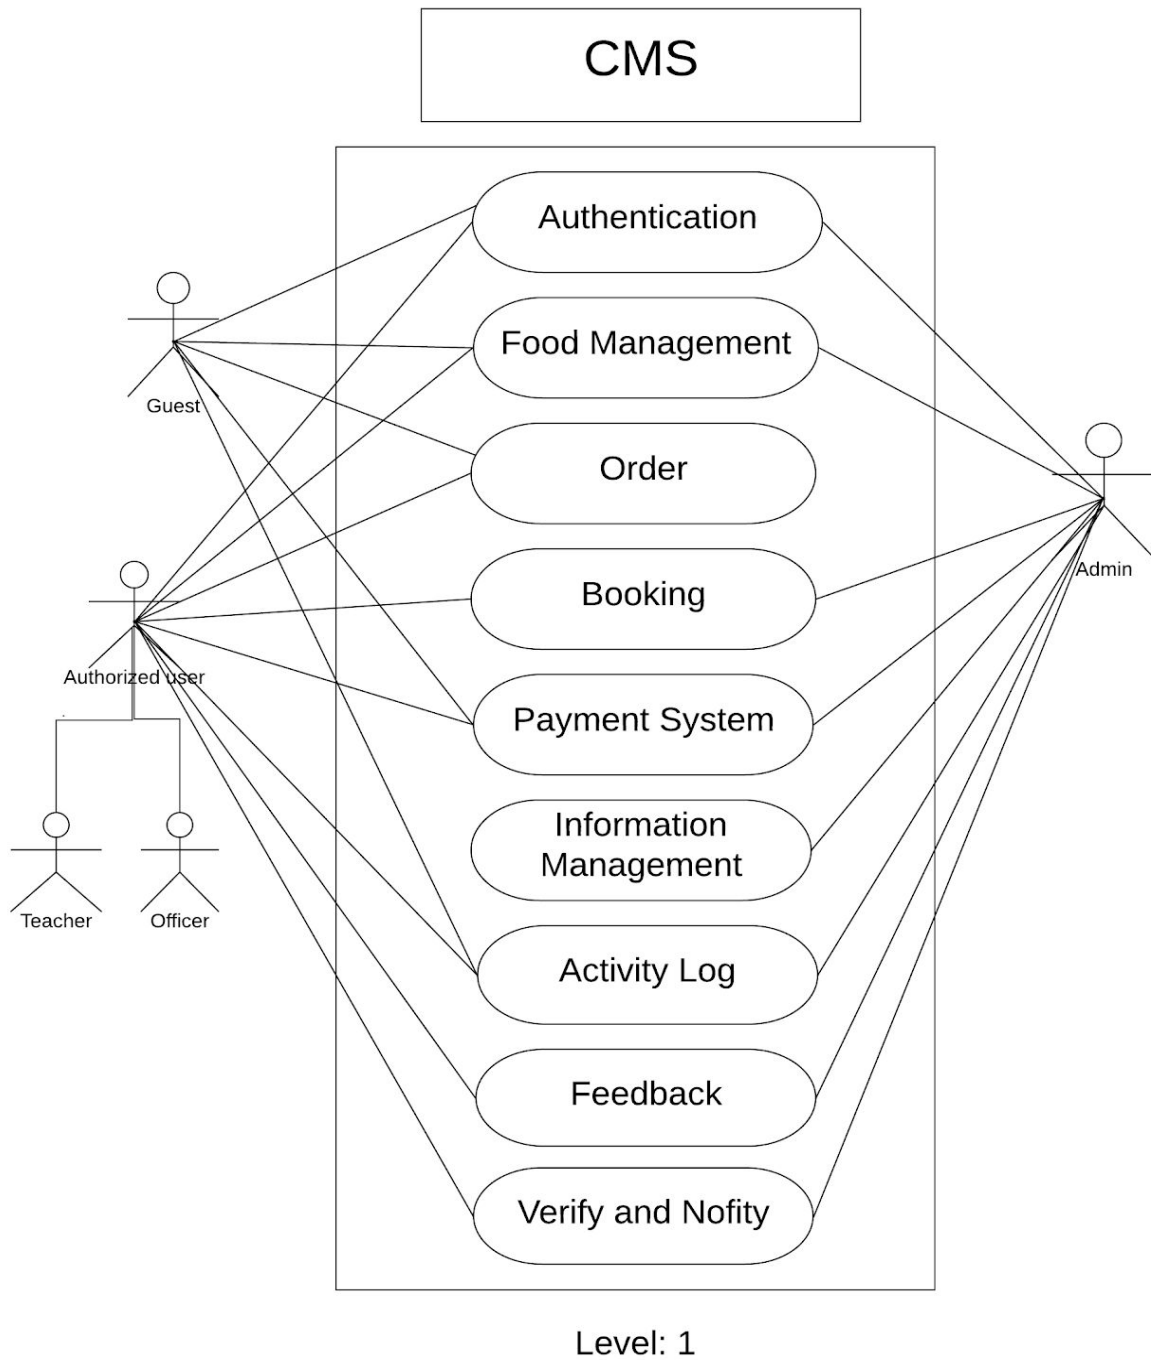 CMS
Authentication
Food Management
Guest
Order
Booking
Admin
Authorized user
Payment System
Information
Management
Teacher
Officer
Activity Log
Feedback
Verify and Nofity
Level: 1